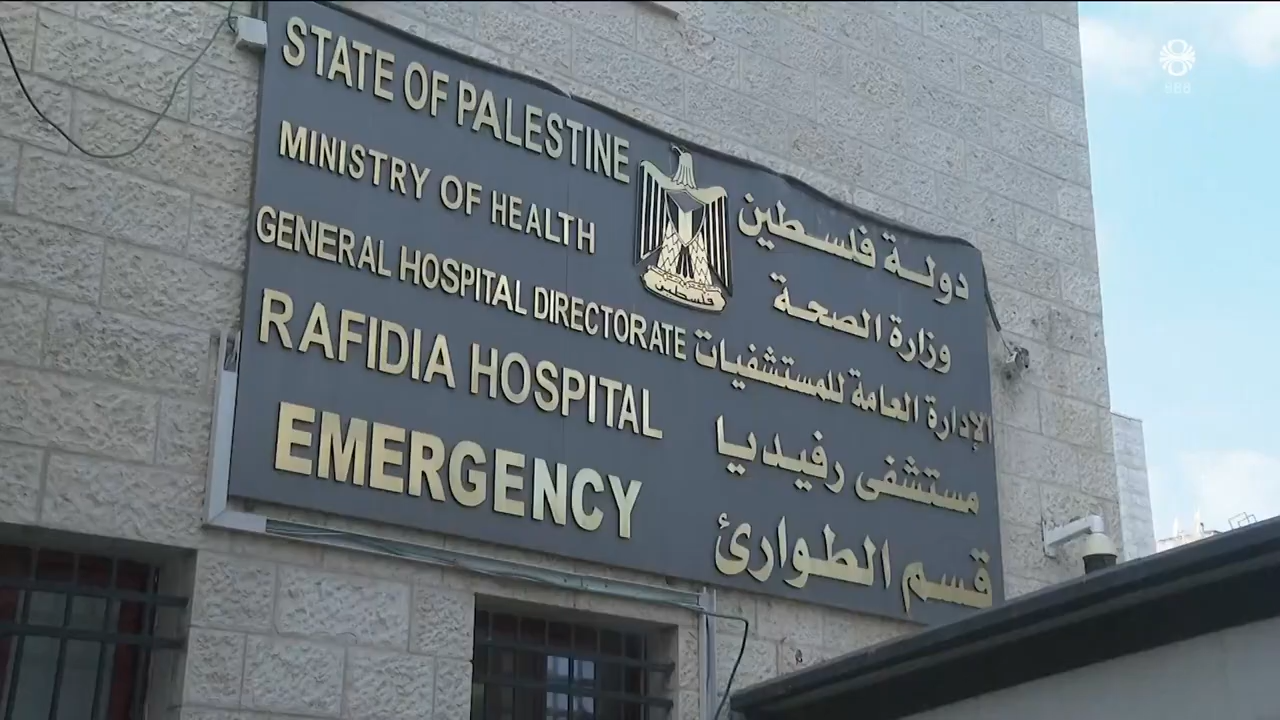 STATE OF PALESTINE
MINISTRY OF HEALTH
GENERAL HOSPITAL DIRECTORATE
RAFIDIA HOSPITAL
EMERGENCY
فلسطين
دولة فلسطين
وزارة الصحة
الإدارة العامة للمستشفيات
مستشفى رفيديا
قسم الطوارئ